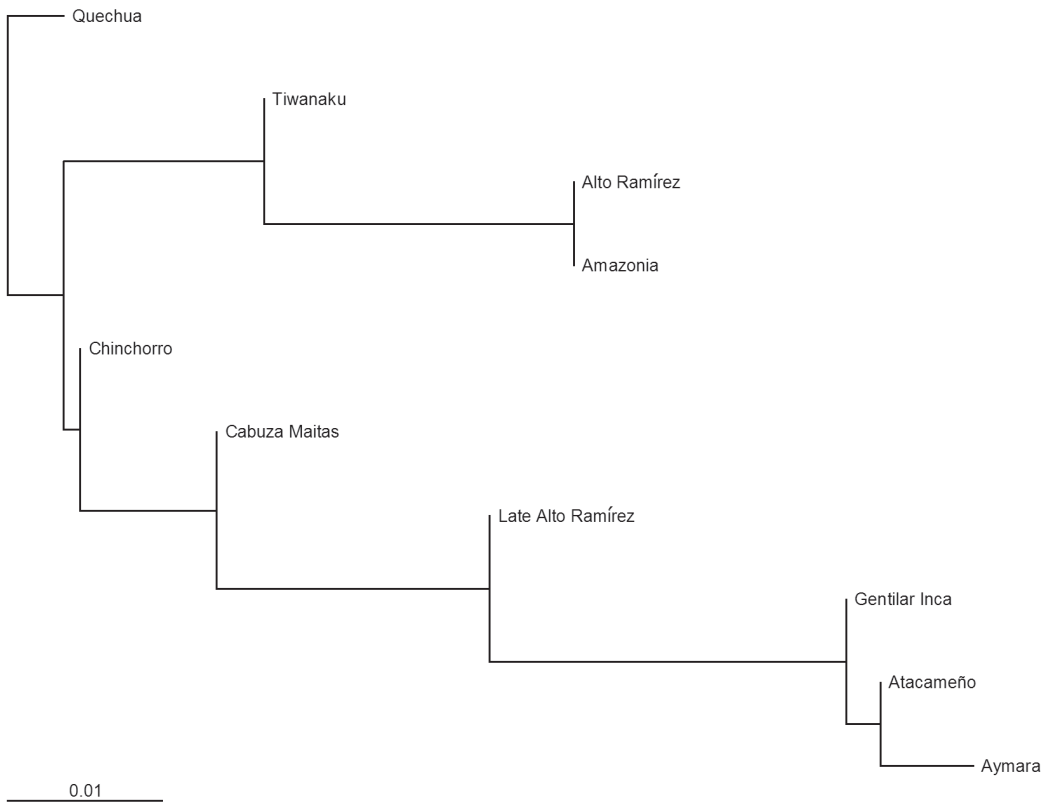 Quechua
Tiwanaku
Alto Ramírez
Amazonia
Chinchorro
Cabuza Maitas
Late Alto Ramírez
Gentilar Inca
Atacameño
Aymara
0.01